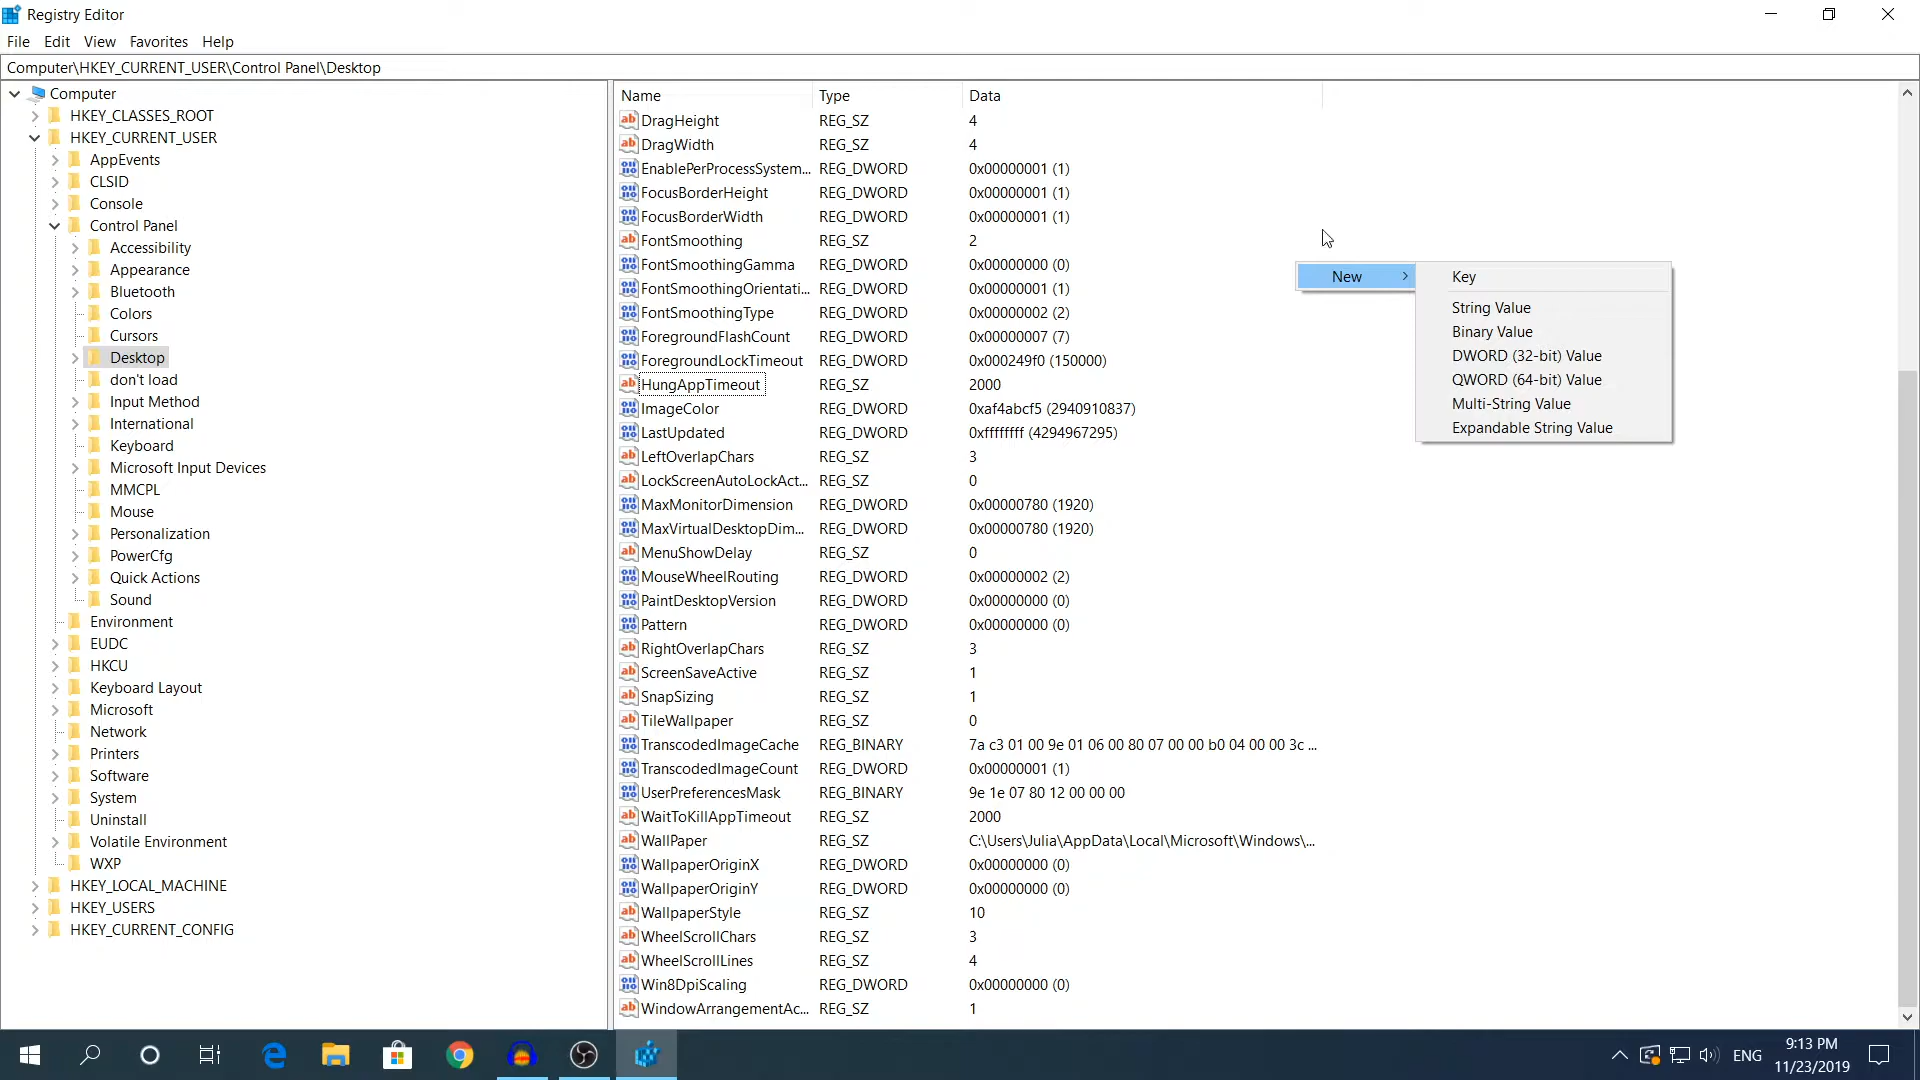 Registry Editor
File Edit View Favorites Help
Computer\HKEY_CURRENT_USER\Control Panel\Desktop
Computer
HKEY_CLASSES_ROOT
HKEY_CURRENT_USER
AppEvents
CLSID
Console
Control Panel
Accessibility
Appearance
Bluetooth
Colors
Cursors
Desktop
don't load
Input Method
International
Keyboard
Microsoft Input Devices
MMCPL
Mouse
Personalization
PowerCfg
Quick Actions
Sound
Environment
EUDC
HKCU
Keyboard Layout
Microsoft
Network
Printers
Software
System
Uninstall
Volatile Environment
WXP
HKEY_LOCAL_MACHINE
HKEY_USERS
HKEY_CURRENT_CONFIG
Name Type Data
DragHeight REG_SZ 4
DragWidth REG_SZ 4
EnablePerProcessSystem... REG_DWORD 0x00000001 (1)
FocusBorderHeight REG_DWORD 0x00000001 (1)
FocusBorderWidth REG_DWORD 0x00000001 (1)
FontSmoothing REG_SZ 2
FontSmoothingGamma REG_DWORD 0x00000000 (0)
FontSmoothingOrientati... REG_DWORD 0x00000001 (1)
FontSmoothingType REG_DWORD 0x00000002 (2)
ForegroundFlashCount REG_DWORD 0x00000007 (7)
ForegroundLockTimeout REG_DWORD 0x000249f0 (150000)
HungAppTimeout REG_SZ 2000
ImageColor REG_DWORD 0xaf4abcf5 (2940910837)
LastUpdated REG_DWORD 0xffffffff (4294967295)
LeftOverlapChars REG_SZ 3
LockScreenAutoLockAct... REG_SZ 0
MaxMonitorDimension REG_DWORD 0x00000780 (1920)
MaxVirtualDesktopDim... REG_DWORD 0x00000780 (1920)
MenuShowDelay REG_SZ 0
MouseWheelRouting REG_DWORD 0x00000002 (2)
PaintDesktopVersion REG_DWORD 0x00000000 (0)
Pattern REG_DWORD 0x00000000 (0)
RightOverlapChars REG_SZ 3
ScreenSaveActive REG_SZ 1
SnapSizing REG_SZ 1
TileWallpaper REG_SZ 0
TranscodedImageCache REG_BINARY 7a c3 01 00 9e 01 06 00 80 07 00 00 b0 04 00 00 3c ...
TranscodedImageCount REG_DWORD 0x00000001 (1)
UserPreferencesMask REG_BINARY 9e 1e 07 80 12 00 00 00
WaitToKillAppTimeout REG_SZ 2000
WallPaper REG_SZ C:\Users\Julia\AppData\Local\Microsoft\Windows\...
WallpaperOriginX REG_DWORD 0x00000000 (0)
WallpaperOriginY REG_DWORD 0x00000000 (0)
WallpaperStyle REG_SZ 10
WheelScrollChars REG_SZ 3
WheelScrollLines REG_SZ 4
Win8DpiScaling REG_DWORD 0x00000000 (0)
WindowArrangementAc... REG_SZ 1
New
Key
String Value
Binary Value
DWORD (32-bit) Value
QWORD (64-bit) Value
Multi-String Value
Expandable String Value
ENG
9:13 PM
11/23/2019